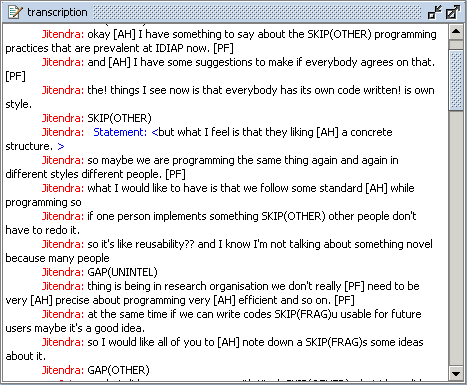 transcription
Jitendra: okay [AH] I have something to say about the SKIP(OTHER) programming
practices that are prevalent at IDIAP now. [PF]
Jitendra: and [AH] I have some suggestions to make if everybody agrees on that.
[PF]
Jitendra: the! things I see now is that everybody has its own code written! is own
style.
Jitendra: SKIP(OTHER)
Jitendra: Statement: <but what I feel is that they liking [AH] a concrete
structure. >
Jitendra: so maybe we are programming the same thing again and again in
different styles different people. [PF]
Jitendra: what I would like to have is that we follow some standard [AH] while
programming so
Jitendra: if one person implements something SKIP(OTHER) other people don't
have to redo it.
Jitendra: so it's like reusability?? and I know I'm not talking about something novel
because many people
Jitendra: GAP(UNINTEL)
Jitendra: thing is being in research organisation we don't really [PF] need to be
very [AH] precise about programming very [AH] efficient and so on. [PF]
Jitendra: at the same time if we can write codes SKIP(FRAG)u usable for future
users maybe it's a good idea.
Jitendra: so I would like all of you to [AH] note down a SKIP(FRAG)s some ideas
about it.
Jitendra: GAP(OTHER)